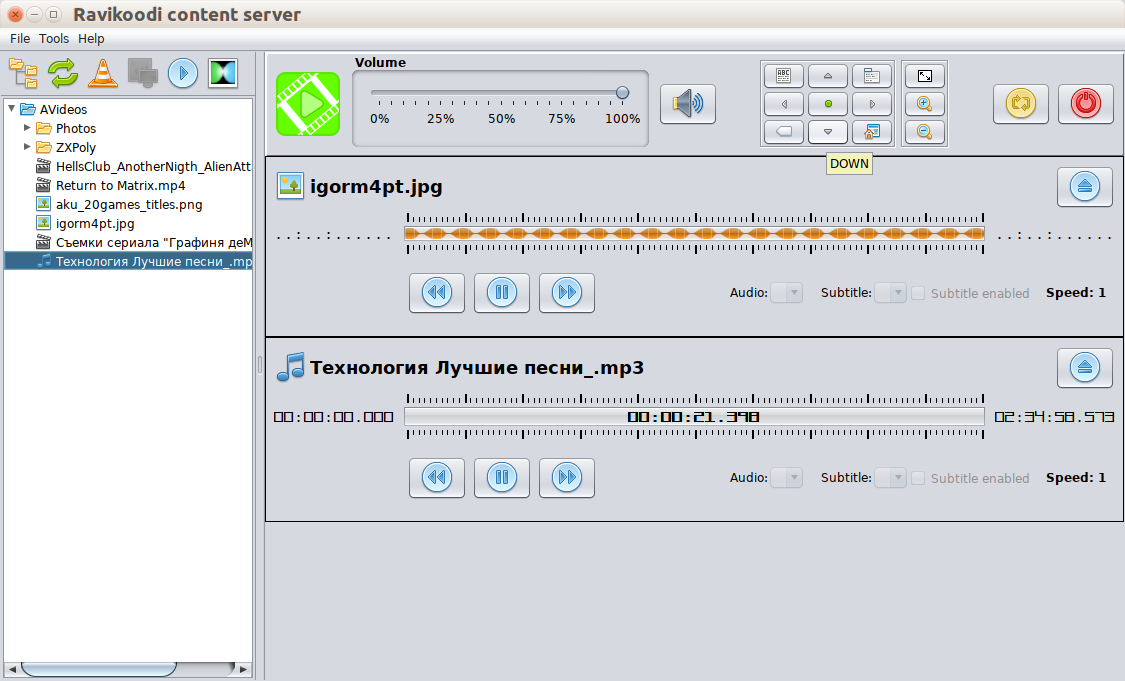 Ravikoodi content server
File Tools Help
Volume
0% 25% 50% 75% 100%
ABC
DOWN
AVideos
Photos
ZXPoly
HellsClub_AnotherNigth_AlienAtt
Return to Matrix.mp4
aku_20games_titles.png
igorm4pt.jpg
Съемки сериала "Графиня деМ
Технология Лучшие песни_.mp
igorm4pt.jpg
..:..:...... ..:..:......
Audio: Subtitle: Subtitle enabled Speed: 1
Технология Лучшие песни_.mp3
00:00:00.000 00:00:21.398 02:34:58.573
Audio: Subtitle: Subtitle enabled Speed: 1